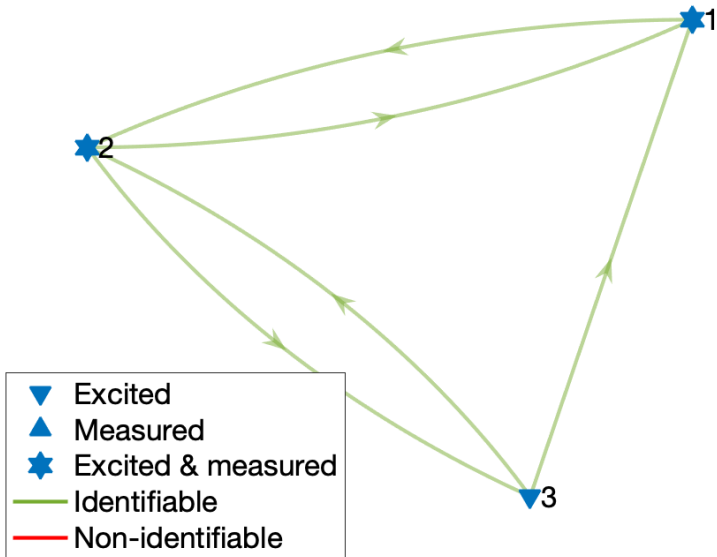 1
2
3
Excited
Measured
Excited & measured
Identifiable
Non-identifiable